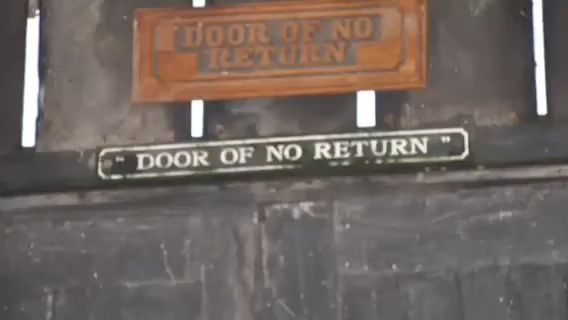 DOOR OF NO
RETURN
" DOOR OF NO RETURN "